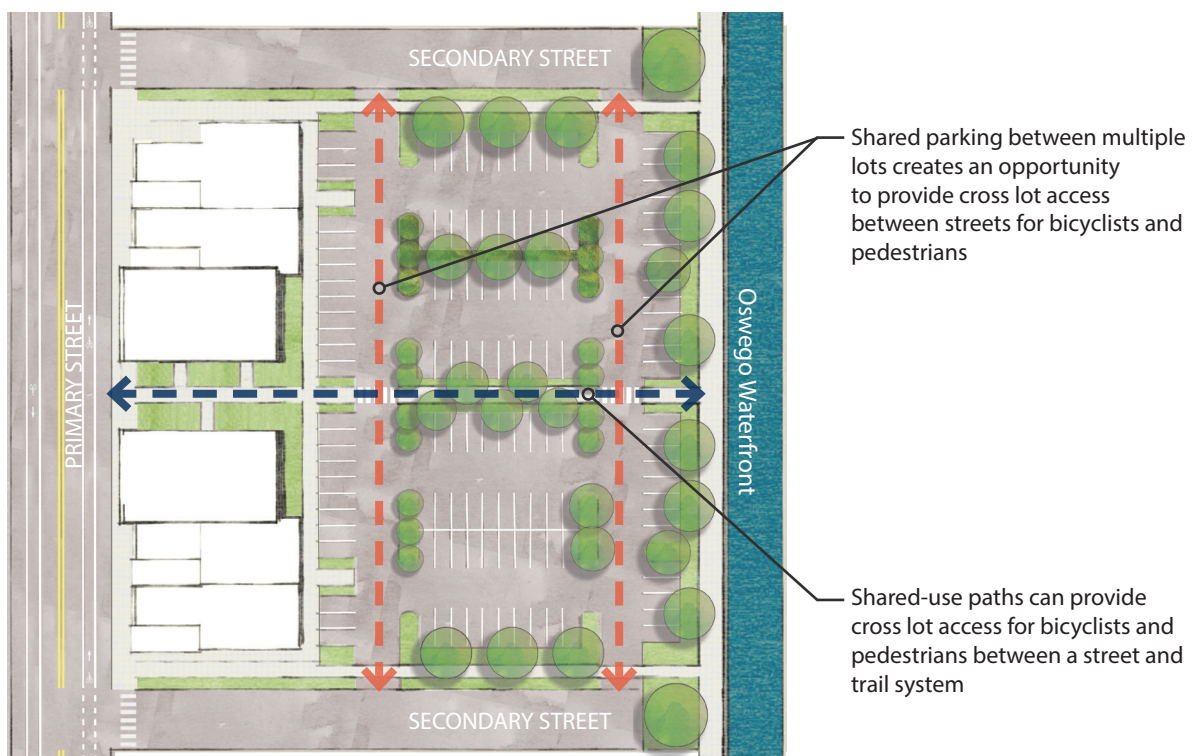 SECONDARY STREET
PRIMARY STREET
Oswego Waterfront
Shared parking between multiple
lots creates an opportunity
to provide cross lot access
between streets for bicyclists and
pedestrians
Shared-use paths can provide
cross lot access for bicyclists and
pedestrians between a street and
trail system
SECONDARY STREET